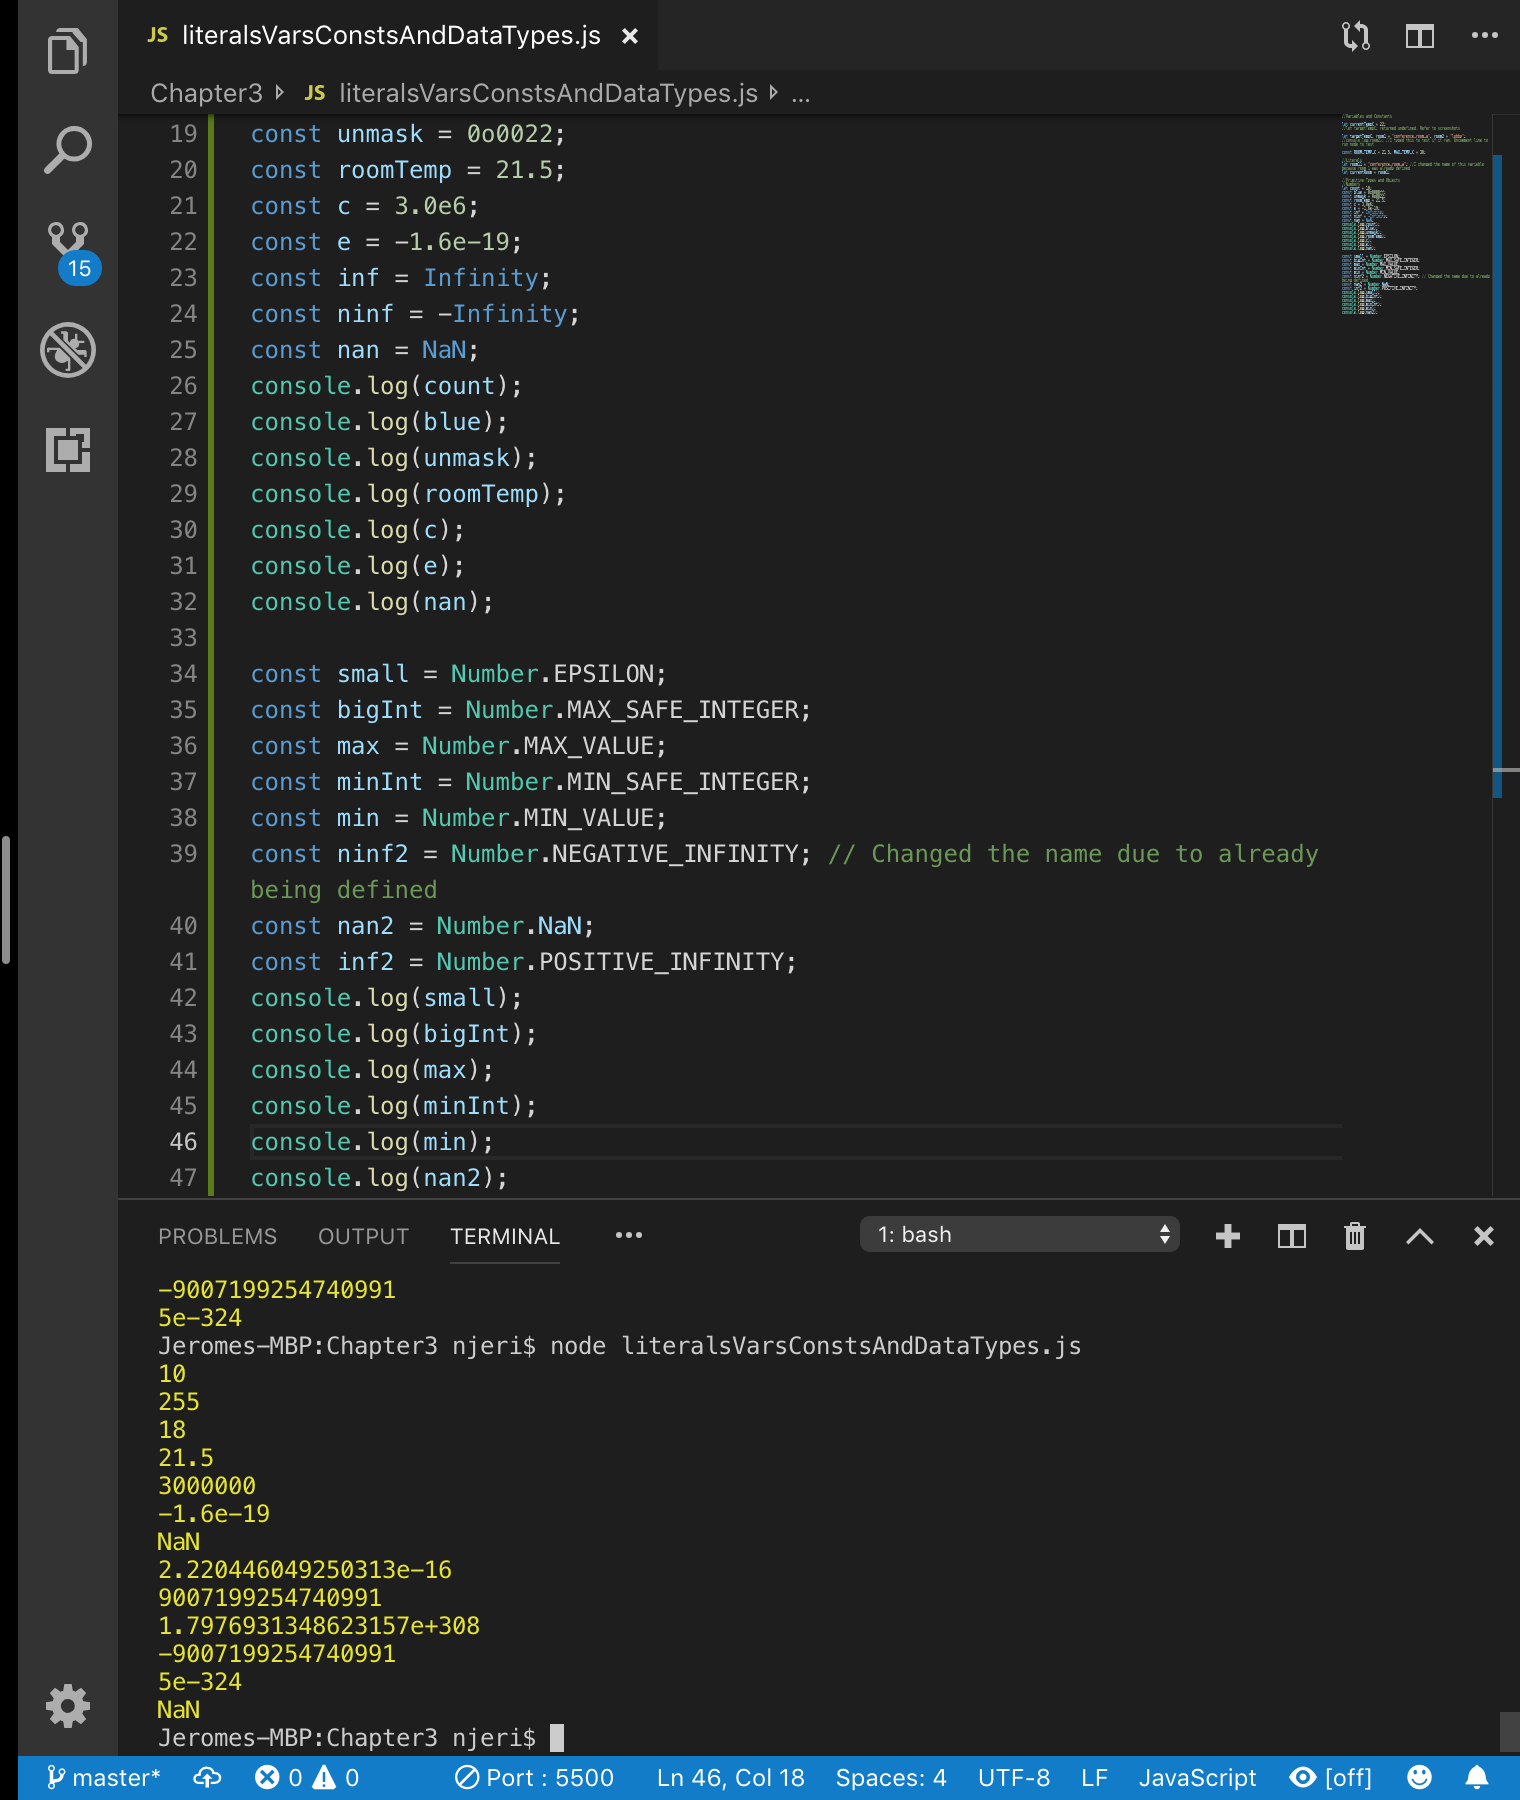 JS literalsVarsConstsAndDataTypes.js ×
Chapter3 JS literalsVarsConstsAndDataTypes.js ...
19 const unmask = 0o0022;
20 const roomTemp = 21.5;
21 const c = 3.0e6;
22 const e = -1.6e-19;
23 const inf = Infinity;
24 const ninf = -Infinity;
25 const nan = NaN;
26 console.log(count);
27 console.log(blue);
28 console.log(unmask);
29 console.log(roomTemp);
30 console.log(c);
31 console.log(e);
32 console.log(nan);
33
34 const small = Number.EPSILON;
35 const bigInt = Number.MAX_SAFE_INTEGER;
36 const max = Number.MAX_VALUE;
37 const minInt = Number.MIN_SAFE_INTEGER;
38 const min = Number.MIN_VALUE;
39 const ninf2 = Number.NEGATIVE_INFINITY; // Changed the name due to already
being defined
40 const nan2 = Number.NaN;
41 const inf2 = Number.POSITIVE_INFINITY;
42 console.log(small);
43 console.log(bigInt);
44 console.log(max);
45 console.log(minInt);
46 console.log(min);
47 console.log(nan2);
15
PROBLEMS OUTPUT TERMINAL ••• 1: bash
-9007199254740991
5e-324
Jeromes-MBP:Chapter3 njeri$ node literalsVarsConstsAndDataTypes.js
10
255
18
21.5
3000000
-1.6e-19
NaN
2.220446049250313e-16
9007199254740991
1.7976931348623157e+308
-9007199254740991
5e-324
NaN
Jeromes-MBP:Chapter3 njeri$
master* 0 0 Port : 5500 Ln 46, Col 18 Spaces: 4 UTF-8 LF JavaScript [off]